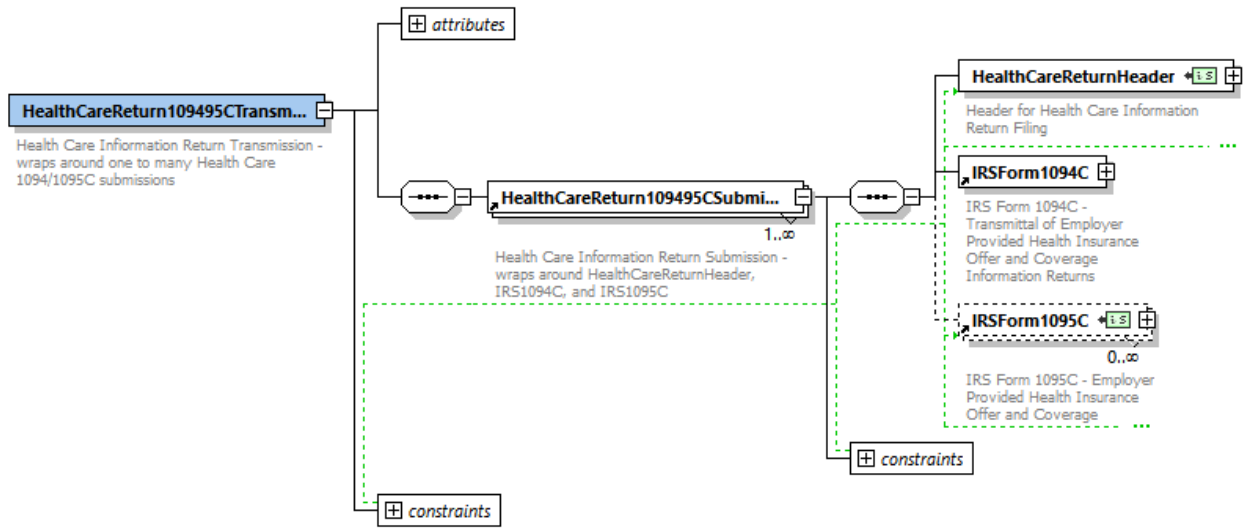 attributes
HealthCareReturn109495CTransm...
Health Care Infiormation Return Transmission -
wraps around one to many Health Care
1094/1095C submissions
HealthCareReturn109495CSubmi...
1..∞
Health Care Information Return Submission -
wraps around HealthCareReturnHeader,
IRS1094C, and IRS1095C
HealthCareReturnHeader
is
Header for Health Care Information
Return Filing
...
IRSForm1094C
IRS Form 1094C -
Transmittal of Employer
Provided Health Insurance
Offer and Coverage
Information Returns
IRSForm1095C
is
0..∞
IRS Form 1095C - Employer
Provided Health Insurance
Offer and Coverage
...
constraints
constraints